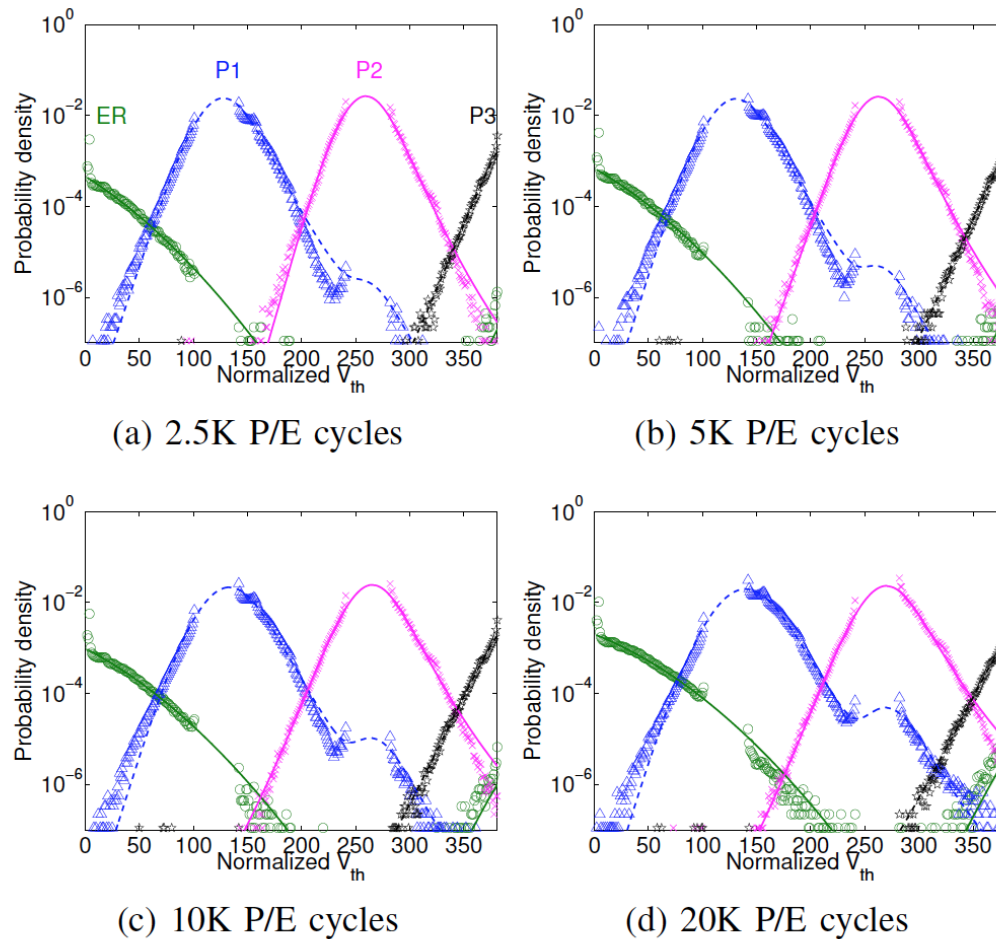 10^0
10^-2
10^-4
10^-6
Probability density
ER
P1
P2
P3
0 50 100 150 200 250 300 350
Normalized V_th
(a) 2.5K P/E cycles
10^0
10^-2
10^-4
10^-6
Probability density
0 50 100 150 200 250 300 350
Normalized V_th
(b) 5K P/E cycles
10^0
10^-2
10^-4
10^-6
Probability density
0 50 100 150 200 250 300 350
Normalized V_th
(c) 10K P/E cycles
10^0
10^-2
10^-4
10^-6
Probability density
0 50 100 150 200 250 300 350
Normalized V_th
(d) 20K P/E cycles